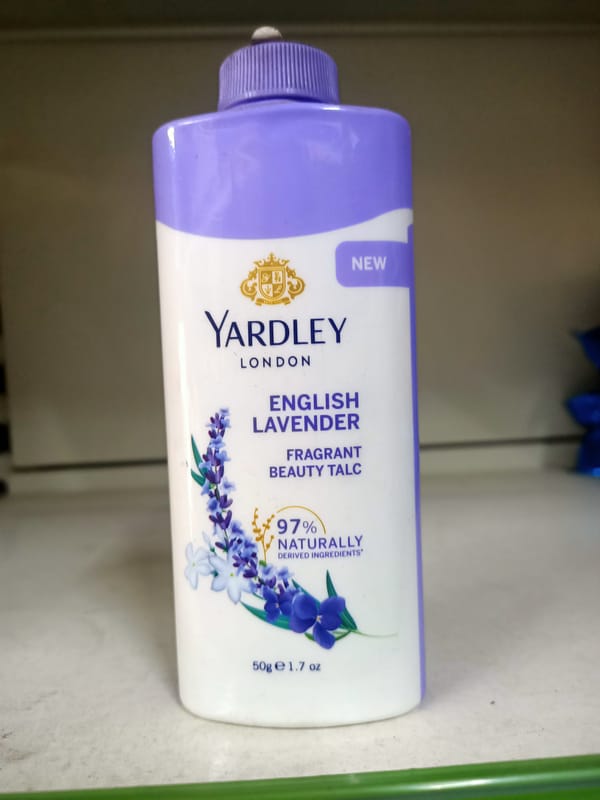 NEW
YARDLEY
LONDON
ENGLISH
LAVENDER
FRAGRANT
BEAUTY TALC
97%
NATURALLY
DERIVED INGREDIENTS*
50g ℮ 1.7 oz